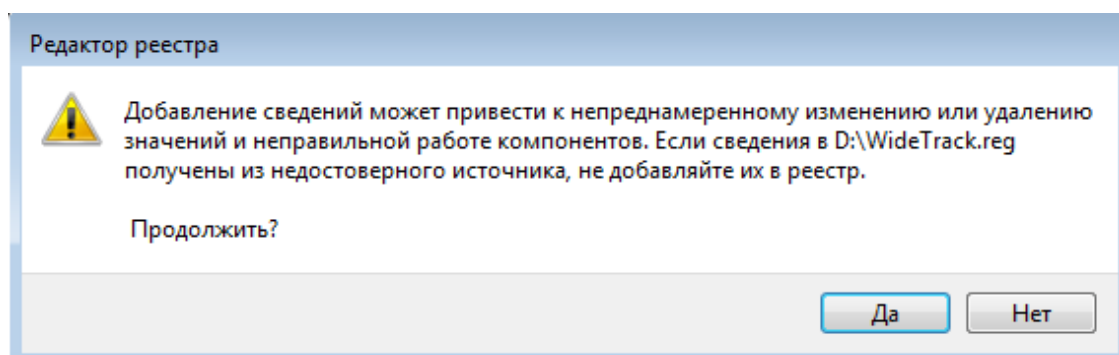 Редактор реестра
Добавление сведений может привести к непреднамеренному изменению или удалению
значений и неправильной работе компонентов. Если сведения в D:\WideTrack.reg
получены из недостоверного источника, не добавляйте их в реестр.
Продолжить?
Да Нет